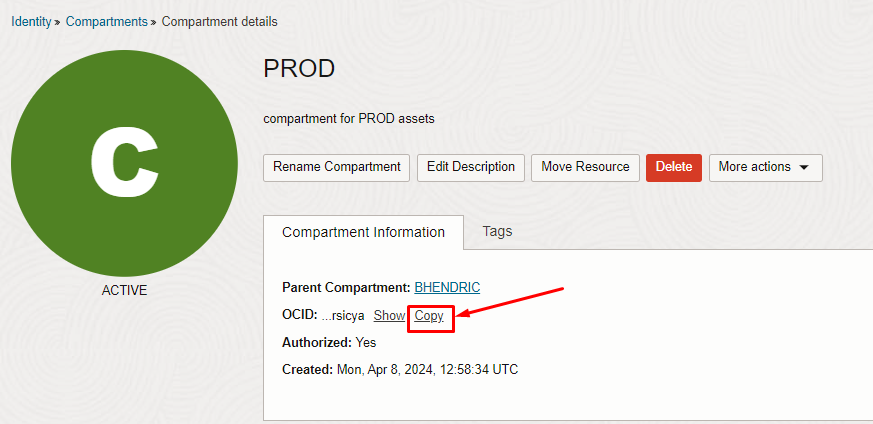 Identity » Compartments » Compartment details
C
ACTIVE
PROD
compartment for PROD assets
Rename Compartment Edit Description Move Resource Delete More actions
Compartment Information Tags
Parent Compartment: BHENDRIC
OCID: ...rsicya Show Copy
Authorized: Yes
Created: Mon, Apr 8, 2024, 12:58:34 UTC